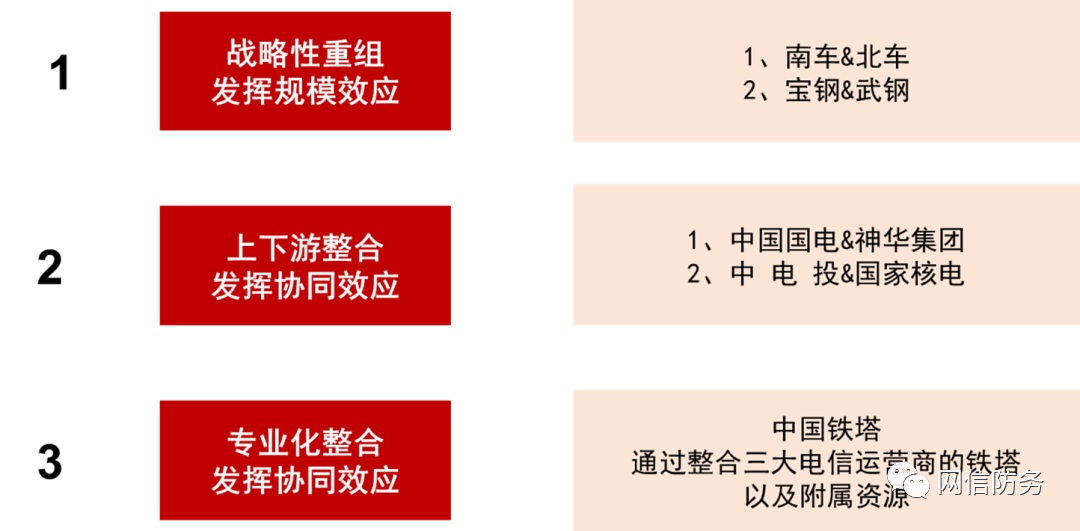 1
战略性重组
发挥规模效应
1、南车&北车
2、宝钢&武钢
2
上下游整合
发挥协同效应
1、中国国电&神华集团
2、中 电 投&国家核电
3
专业化整合
发挥协同效应
中国铁塔
通过整合三大电信运营商的铁塔
以及附属资源
网信防务